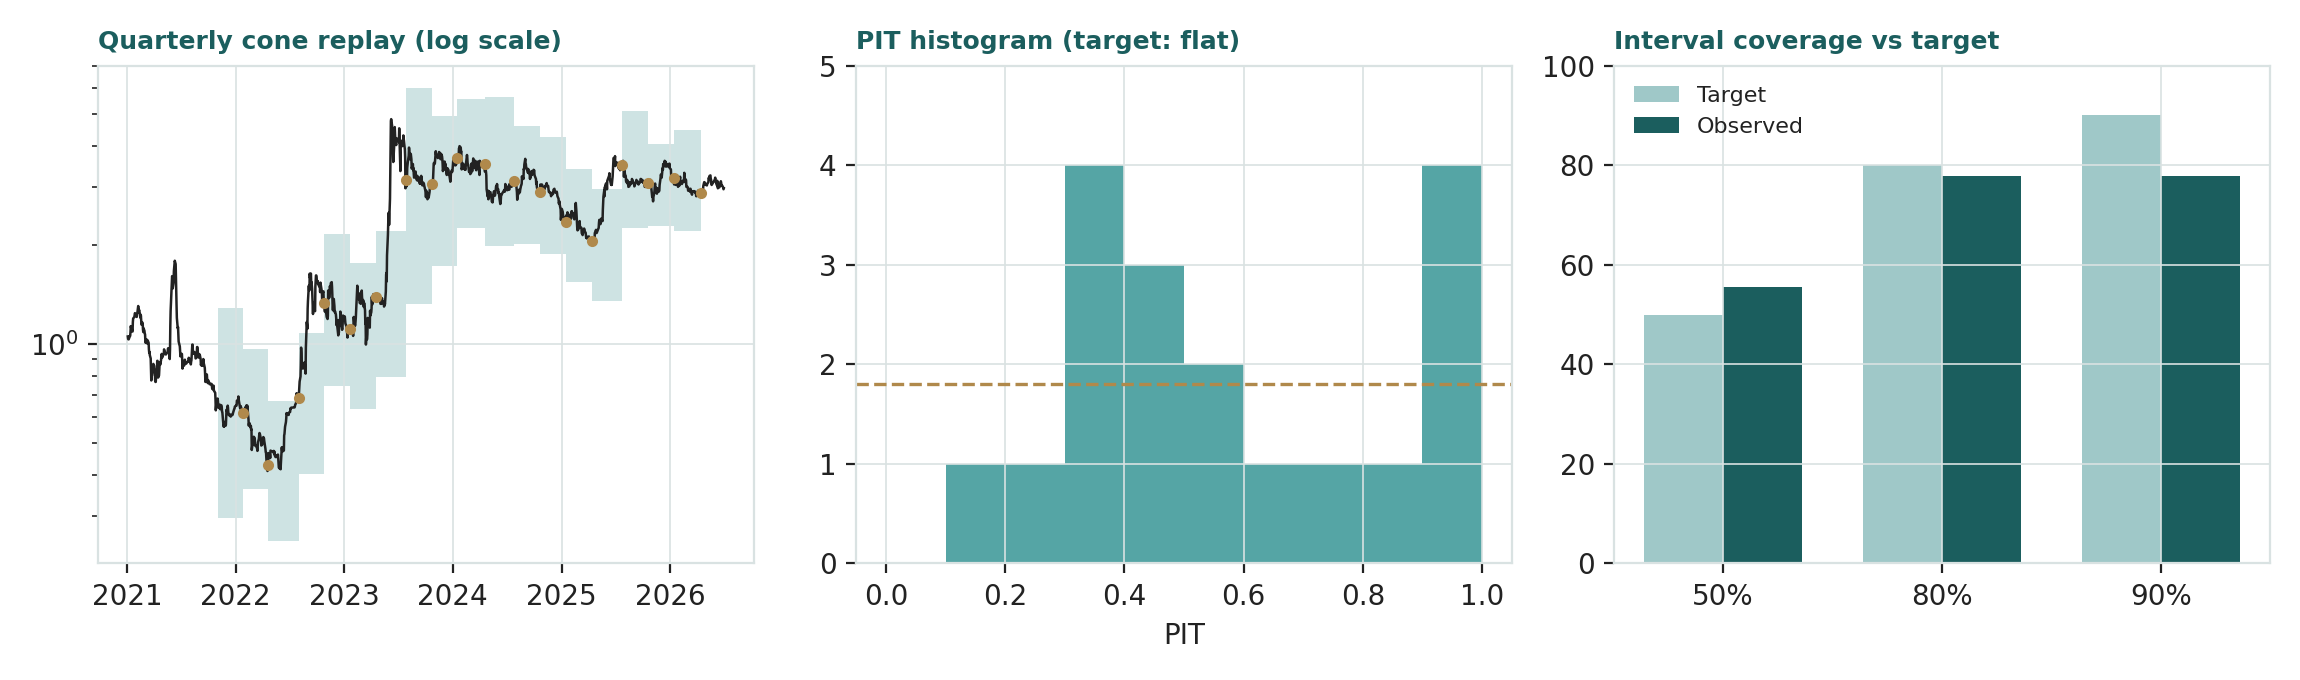 Quarterly cone replay (log scale)
10⁰
2021 2022 2023 2024 2025 2026
PIT histogram (target: flat)
5
4
3
2
1
0
0.0 0.2 0.4 0.6 0.8 1.0
PIT
Interval coverage vs target
100
80
60
40
20
0
Target
Observed
50% 80% 90%